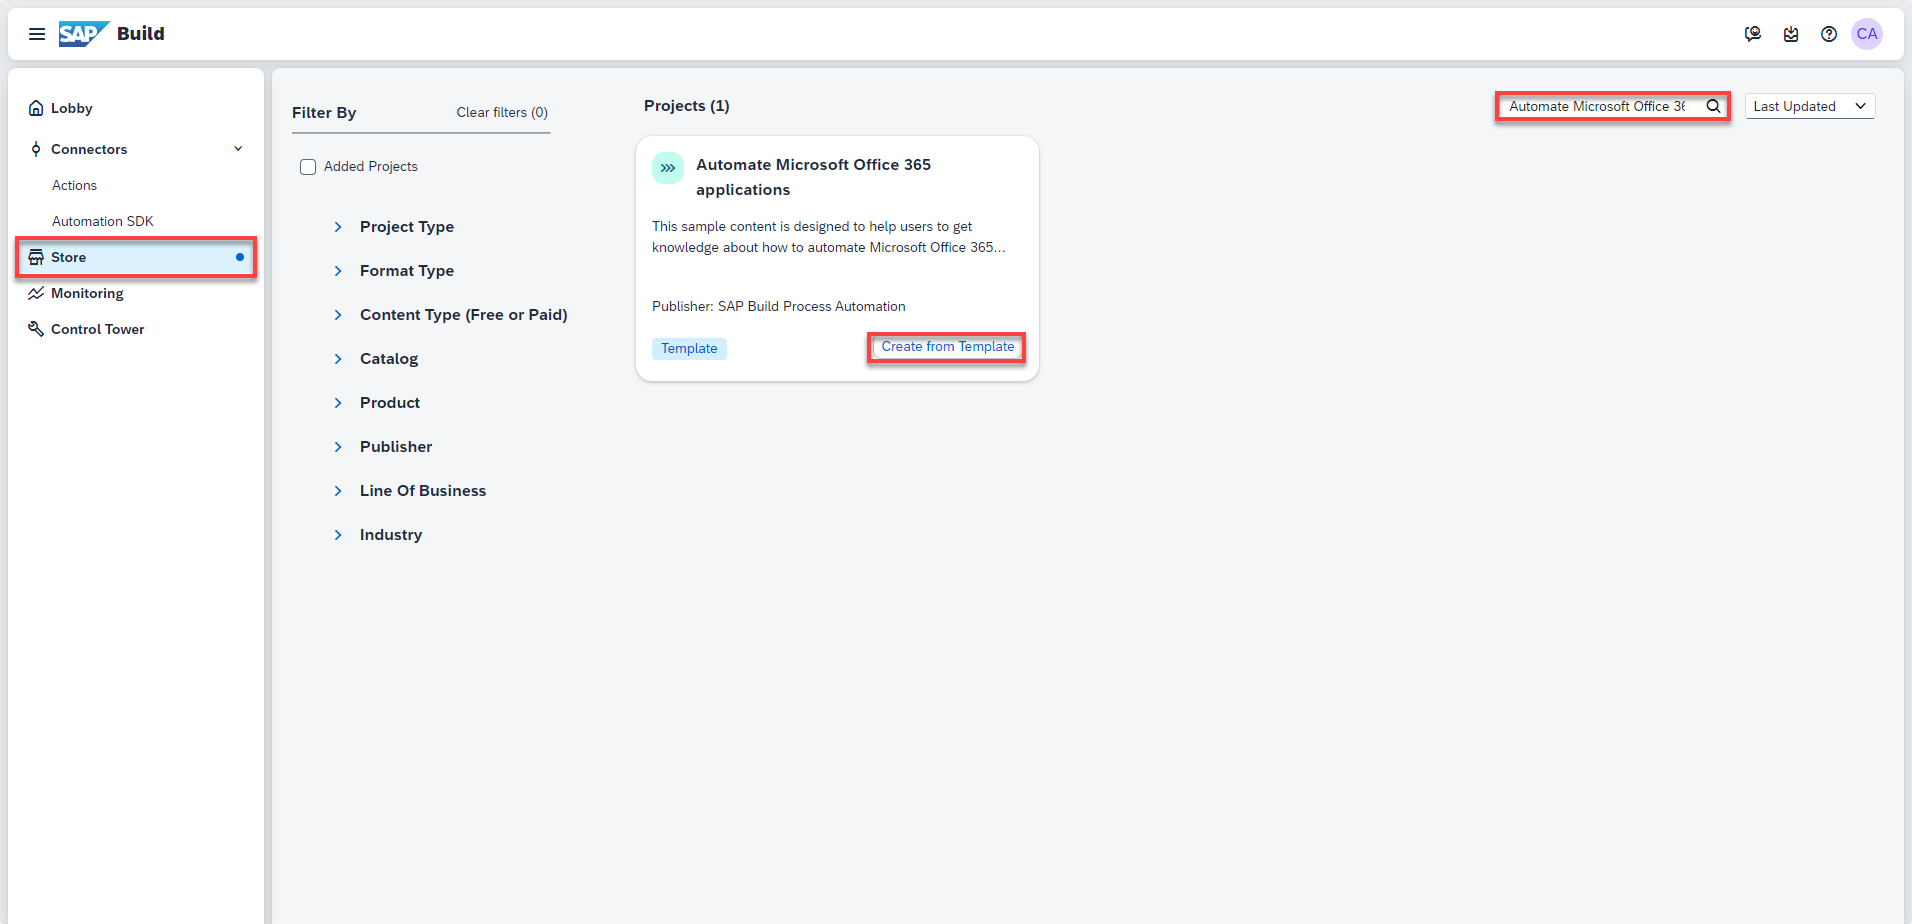 SAP Build
CA
Lobby
Connectors
Actions
Automation SDK
Store
Monitoring
Control Tower
Filter By
Clear filters (0)
Added Projects
Project Type
Format Type
Content Type (Free or Paid)
Catalog
Product
Publisher
Line Of Business
Industry
Projects (1)
Automate Microsoft Office 36
Last Updated
Automate Microsoft Office 365
applications
This sample content is designed to help users to get
knowledge about how to automate Microsoft Office 365...
Publisher: SAP Build Process Automation
Template
Create from Template